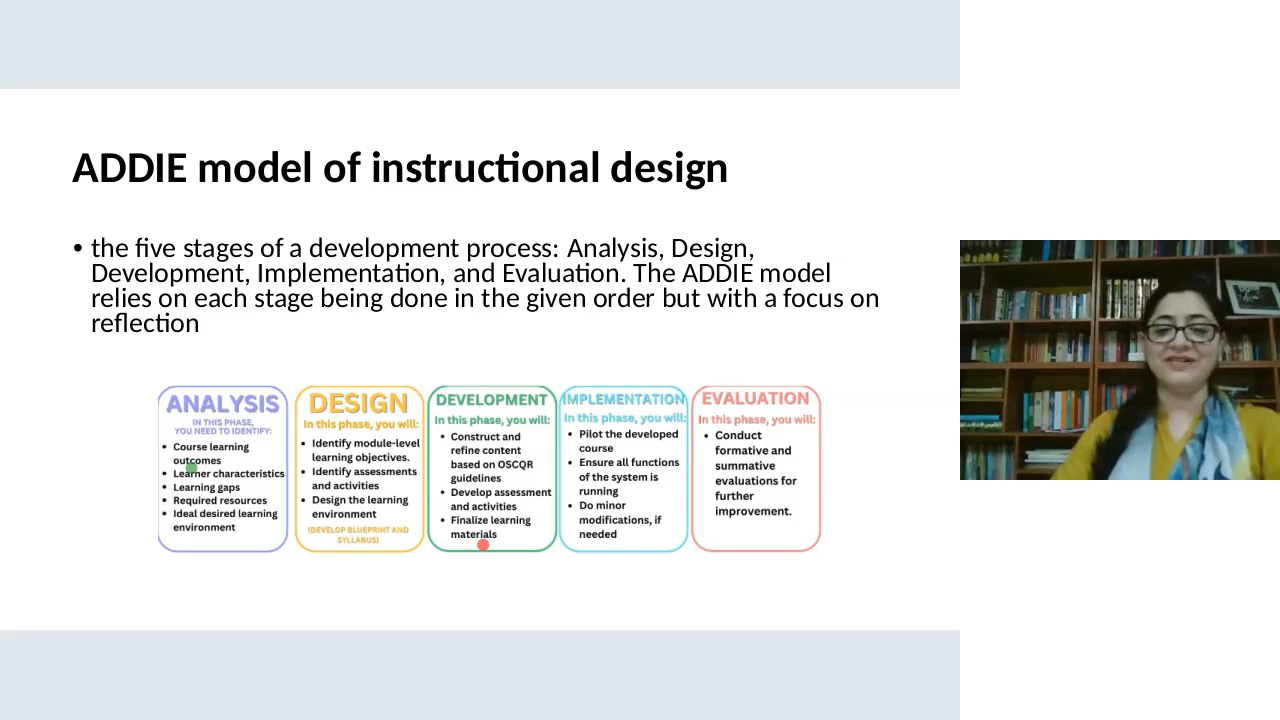 ADDIE model of instructional design
• the five stages of a development process: Analysis, Design,
Development, Implementation, and Evaluation. The ADDIE model
relies on each stage being done in the given order but with a focus on
reflection
ANALYSIS
IN THIS PHASE,
YOU NEED TO IDENTIFY:
• Course learning
outcomes
• Learner characteristics
• Learning gaps
• Required resources
• Ideal desired learning
environment
DESIGN
In this phase, you will:
• Identify module-level
learning objectives.
• Identify assessments
and activities
• Design the learning
environment
(DEVELOP BLUEPRINT AND
SYLLABUS)
DEVELOPMENT
In this phase, you will:
• Construct and
refine content
based on OSCQR
guidelines
• Develop assessment
and activities
• Finalize learning
materials
IMPLEMENTATION
In this phase, you will:
• Pilot the developed
course
• Ensure all functions
of the system is
running
• Do minor
modifications, if
needed
EVALUATION
In this phase, you will:
• Conduct
formative and
summative
evaluations for
further
improvement.